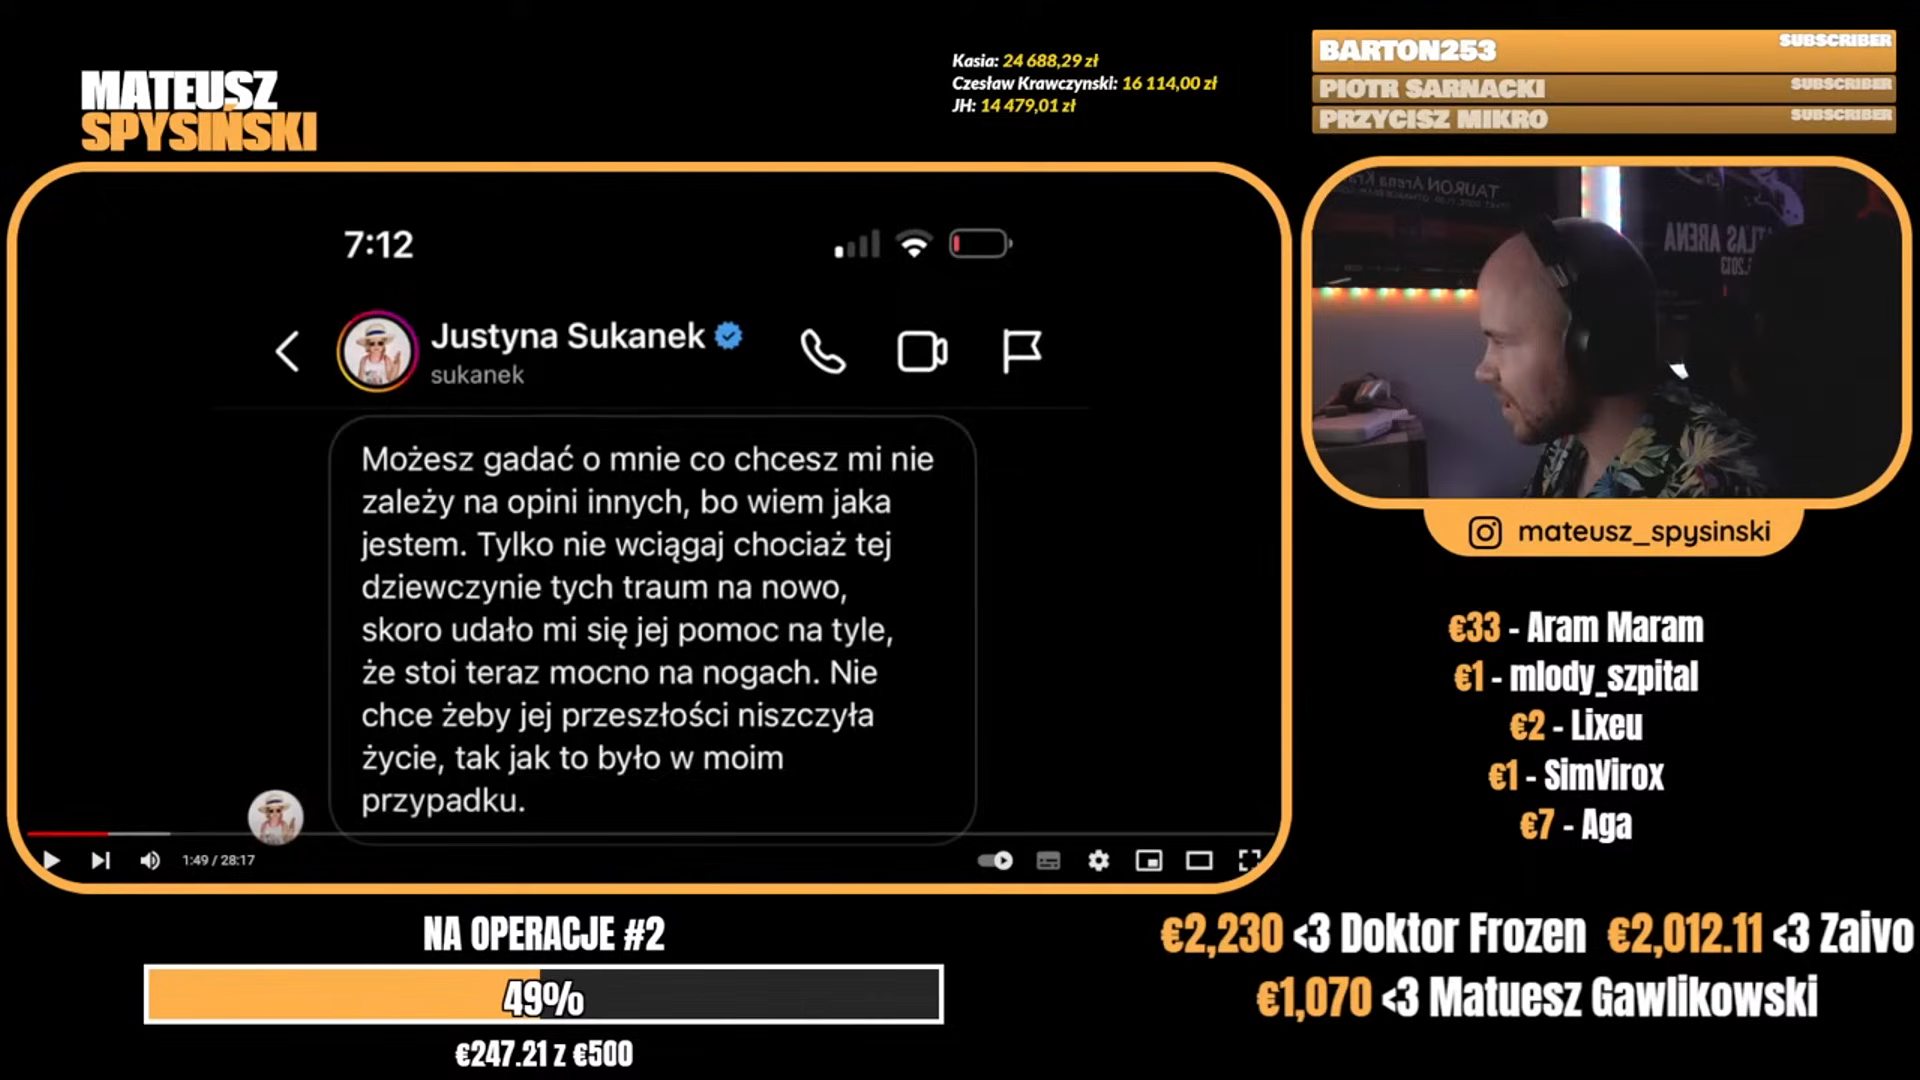 MATEUSZ
SPYSIŃSKI
Kasia: 24 688,29 zł
Czesław Krawczynski: 16 114,00 zł
JH: 14 479,01 zł
BARTON253 SUBSCRIBER
PIOTR SARNACKI SUBSCRIBER
PRZYCISZ MIKRO SUBSCRIBER
7:12
Justyna Sukanek
sukanek
Możesz gadać o mnie co chcesz mi nie
zależy na opini innych, bo wiem jaka
jestem. Tylko nie wciągaj chociaż tej
dziewczynie tych traum na nowo,
skoro udało mi się jej pomoc na tyle,
że stoi teraz mocno na nogach. Nie
chce żeby jej przeszłości niszczyła
życie, tak jak to było w moim
przypadku.
1:49 / 28:17
TAURON Arena
ATLAS ARENA
mateusz_spysinski
€33 - Aram Maram
€1 - mlody_szpital
€2 - Lixeu
€1 - SimVirox
€7 - Aga
NA OPERACJE #2
49%
€247.21 z €500
€2,230 <3 Doktor Frozen €2,012.11 <3 Zaivo
€1,070 <3 Matuesz Gawlikowski